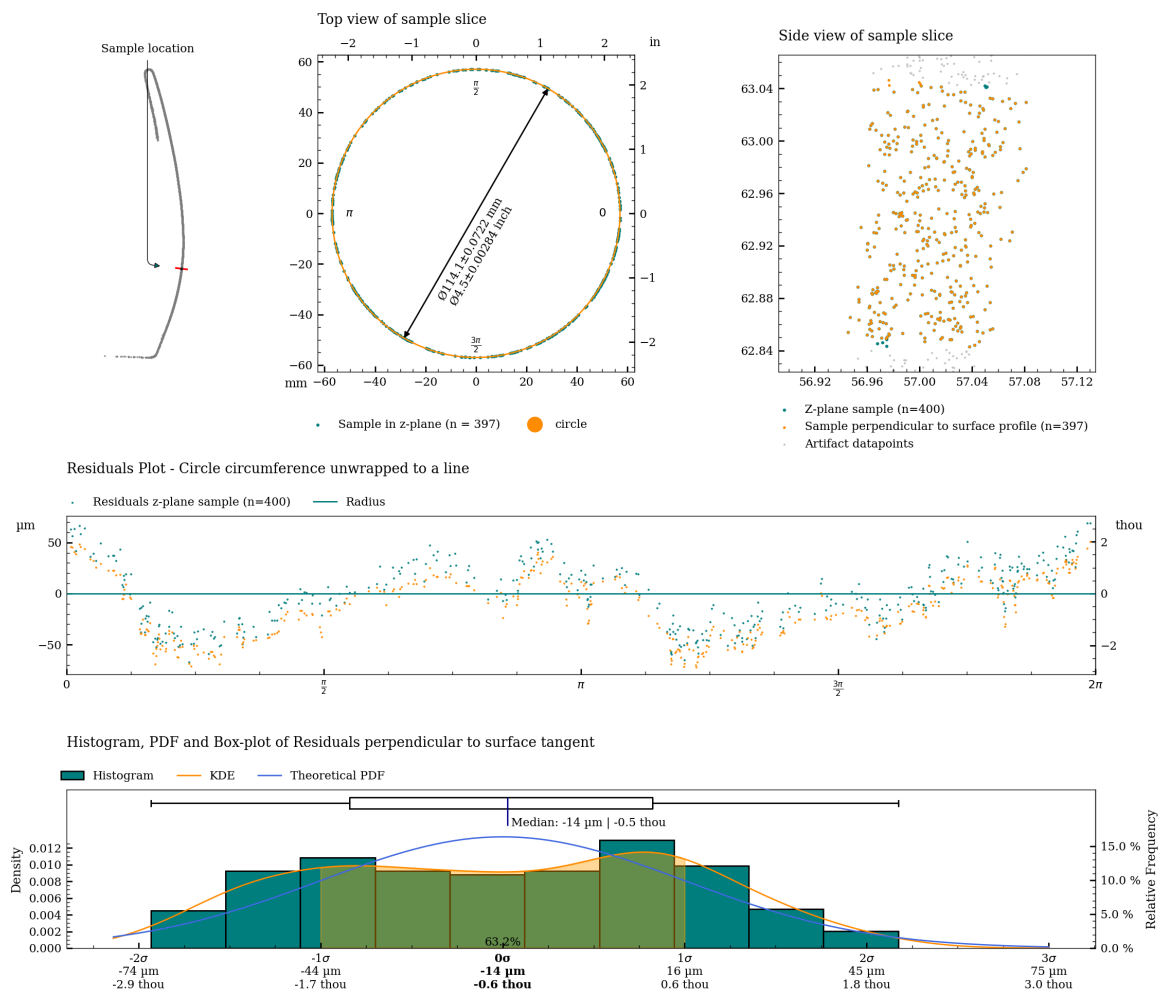 Sample location
Top view of sample slice
−2 −1 0 1 2 in
60
40
20
0
−20
−40
−60
2
1
0
−1
−2
π/2
π
0
3π/2
Ø114.1±0.0722 mm
Ø4.5±0.00284 inch
mm −60 −40 −20 0 20 40 60
Sample in z-plane (n = 397) circle
Side view of sample slice
63.04
63.00
62.96
62.92
62.88
62.84
56.92 56.96 57.00 57.04 57.08 57.12
Z-plane sample (n=400)
Sample perpendicular to surface profile (n=397)
Artifact datapoints
Residuals Plot - Circle circumference unwrapped to a line
Residuals z-plane sample (n=400) Radius
µm thou
50 2
0 0
−50 −2
0 π/2 π 3π/2 2π
Histogram, PDF and Box-plot of Residuals perpendicular to surface tangent
Histogram KDE Theoretical PDF
Median: -14 µm | -0.5 thou
Density
0.012
0.010
0.008
0.006
0.004
0.002
0.000
Relative Frequency
15.0 %
10.0 %
5.0 %
0.0 %
63.2%
-2σ -1σ 0σ 1σ 2σ 3σ
-74 µm -44 µm -14 µm 16 µm 45 µm 75 µm
-2.9 thou -1.7 thou -0.6 thou 0.6 thou 1.8 thou 3.0 thou